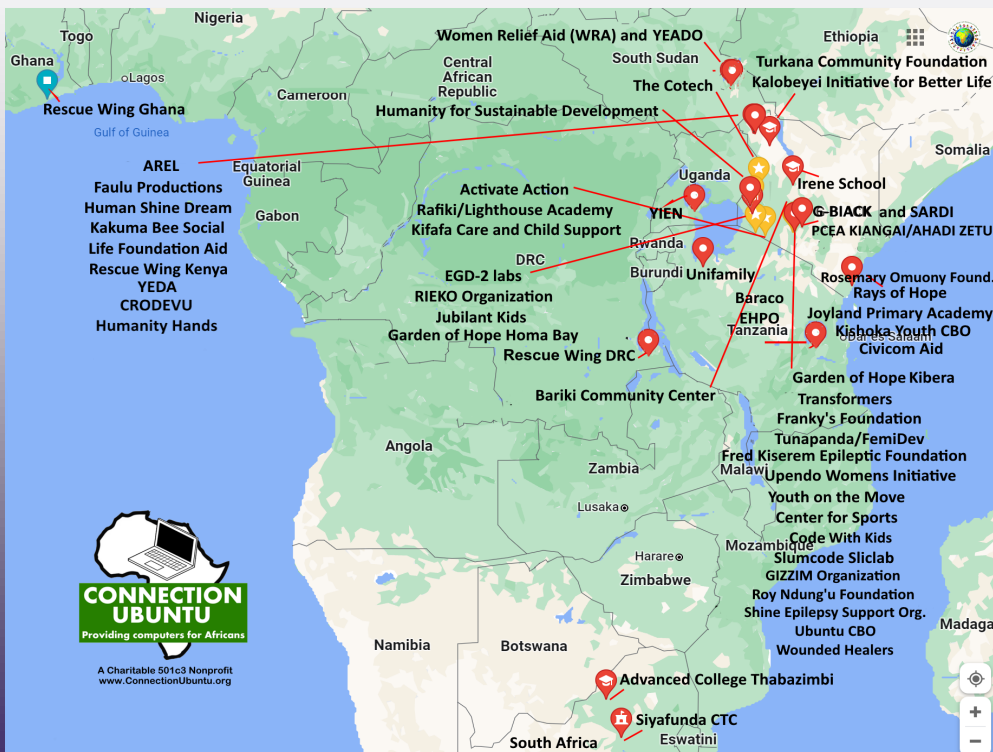 Togo
Nigeria
Ghana
Lagos
Rescue Wing Ghana
Gulf of Guinea
Cameroon
Central
African
Republic
Women Relief Aid (WRA) and YEADO
South Sudan
Ethiopia
The Cotech
Turkana Community Foundation
Kalobeyei Initiative for Better Life
Humanity for Sustainable Development
Somalia
AREL
Faulu Productions
Human Shine Dream
Kakuma Bee Social
Life Foundation Aid
Rescue Wing Kenya
YEDA
CRODEVU
Humanity Hands
Equatorial
Guinea
Gabon
Activate Action
Rafiki/Lighthouse Academy
Kifafa Care and Child Support
Uganda
YIEN
Irene School
G-BIACK and SARDI
PCEA KIANGAI/AHADI ZETU
Rwanda
DRC
Burundi
Unifamily
EGD-2 labs
RIEKO Organization
Jubilant Kids
Garden of Hope Homa Bay
Rescue Wing DRC
Baraco
EHPO
Tanzania
Rosemary Omuony Found.
Rays of Hope
Joyland Primary Academy
Kishoka Youth CBO
Dar es Salaam
Civicom Aid
Bariki Community Center
Garden of Hope Kibera
Transformers
Franky's Foundation
Tunapanda/FemiDev
Fred Kiserem Epileptic Foundation
Upendo Womens Initiative
Youth on the Move
Center for Sports
Code With Kids
Slumcode Sliclab
GIZZIM Organization
Roy Ndung'u Foundation
Shine Epilepsy Support Org.
Ubuntu CBO
Wounded Healers
Angola
Zambia
Malawi
Lusaka
Harare
Mozambique
Zimbabwe
Namibia
Botswana
Madaga
CONNECTION
UBUNTU
Providing computers for Africans
A Charitable 501c3 Nonprofit
www.ConnectionUbuntu.org
Advanced College Thabazimbi
Siyafunda CTC
South Africa
Eswatini